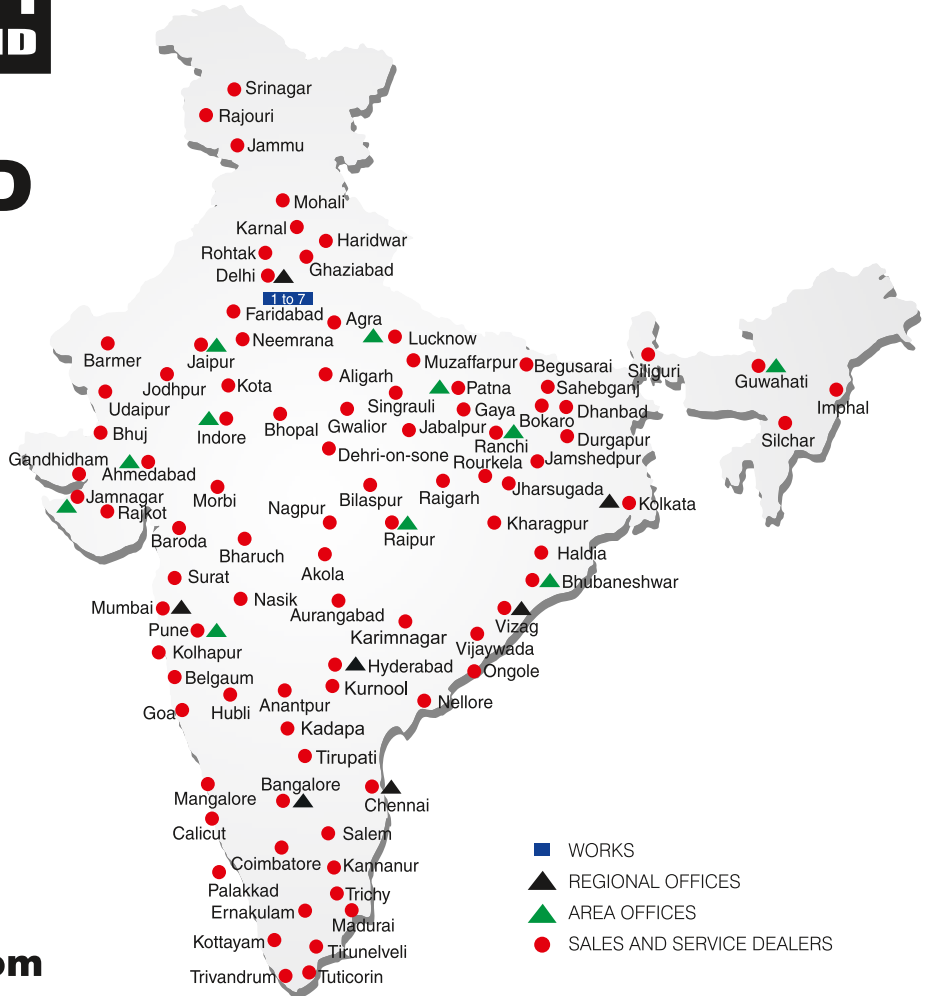 ND
Srinagar
Rajouri
Jammu
Mohali
Karnal
Haridwar
Rohtak
Ghaziabad
Delhi
1 to 7
Faridabad
Agra
Neemrana
Lucknow
Barmer
Jaipur
Muzaffarpur
Begusarai
Siliguri
Guwahati
Jodhpur
Kota
Aligarh
Patna
Sahebganj
Imphal
Udaipur
Singrauli
Gaya
Bokaro
Dhanbad
Bhuj
Indore
Bhopal
Gwalior
Jabalpur
Ranchi
Durgapur
Silchar
Gandhidham
Ahmedabad
Dehri-on-sone
Rourkela
Jamshedpur
Jamnagar
Rajkot
Morbi
Bilaspur
Raigarh
Jharsugada
Kolkata
Nagpur
Baroda
Bharuch
Raipur
Kharagpur
Akola
Haldia
Surat
Bhubaneshwar
Mumbai
Nasik
Aurangabad
Pune
Karimnagar
Vizag
Vijaywada
Kolhapur
Hyderabad
Ongole
Belgaum
Kurnool
Goa
Hubli
Anantpur
Nellore
Kadapa
Tirupati
Mangalore
Bangalore
Chennai
Calicut
Salem
Coimbatore
Kannanur
Palakkad
Trichy
Ernakulam
Madurai
Kottayam
Tirunelveli
Trivandrum
Tuticorin
WORKS
REGIONAL OFFICES
AREA OFFICES
SALES AND SERVICE DEALERS
om